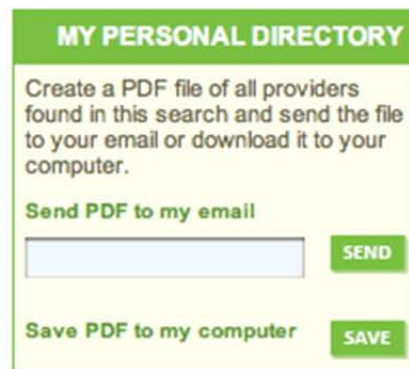 MY PERSONAL DIRECTORY
Create a PDF file of all providers
found in this search and send the file
to your email or download it to your
computer.
Send PDF to my email
SEND
Save PDF to my computer
SAVE